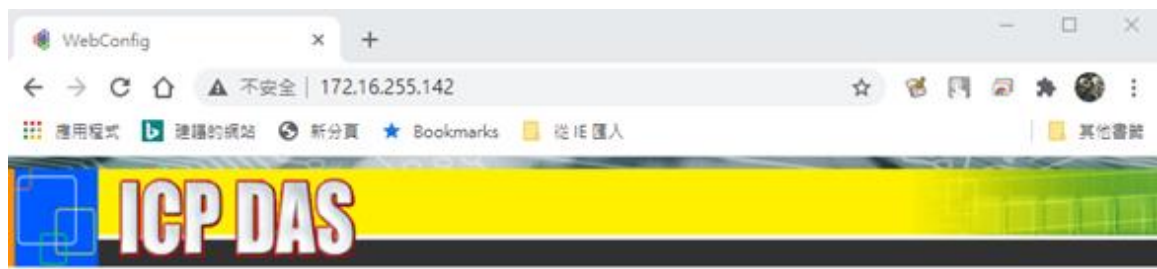 WebConfig
不安全 | 172.16.255.142
應用程式 建議的網站 新分頁 Bookmarks 從 IE 匯入 其他書籤
ICP DAS